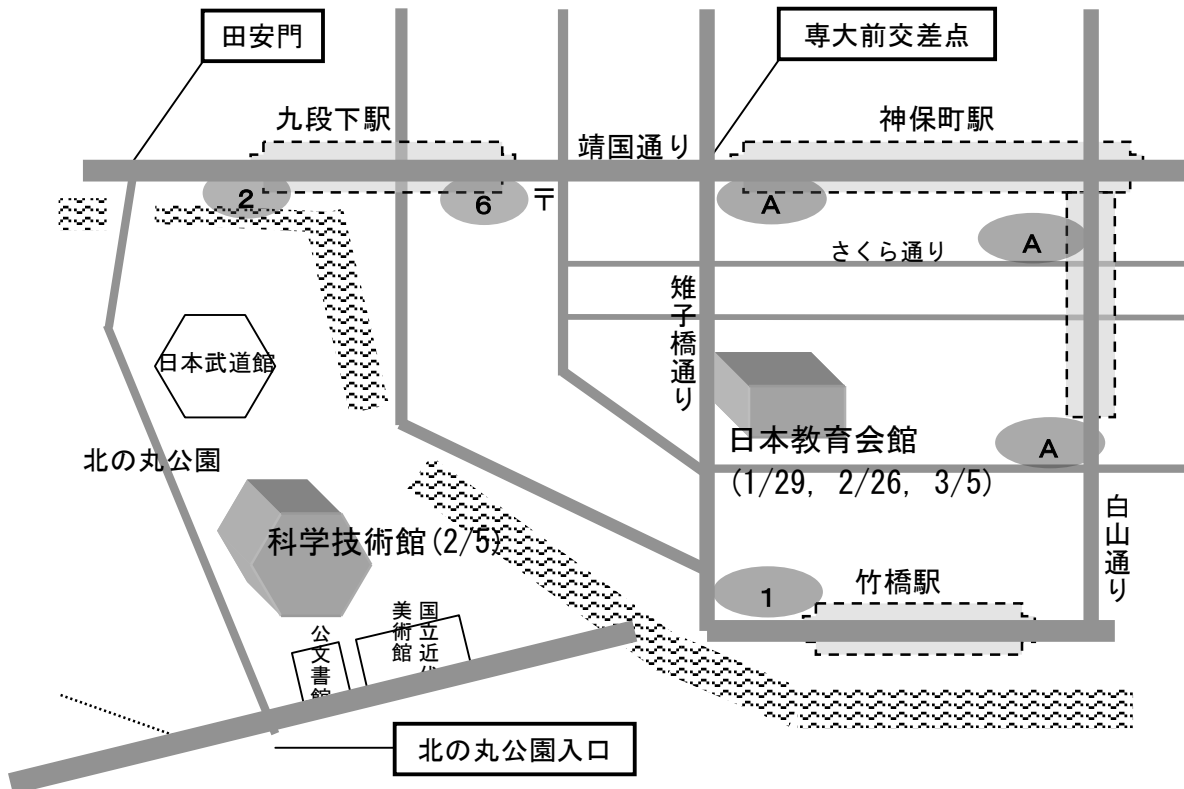 田安門
専大前交差点
九段下駅
靖国通り
神保町駅
2
6
〒
A
A
さくら通り
雉子橋通り
日本武道館
北の丸公園
日本教育会館
(1/29, 2/26, 3/5)
A
科学技術館(2/5)
白山通り
1
竹橋駅
国立近代
美術館
公文書館
北の丸公園入口